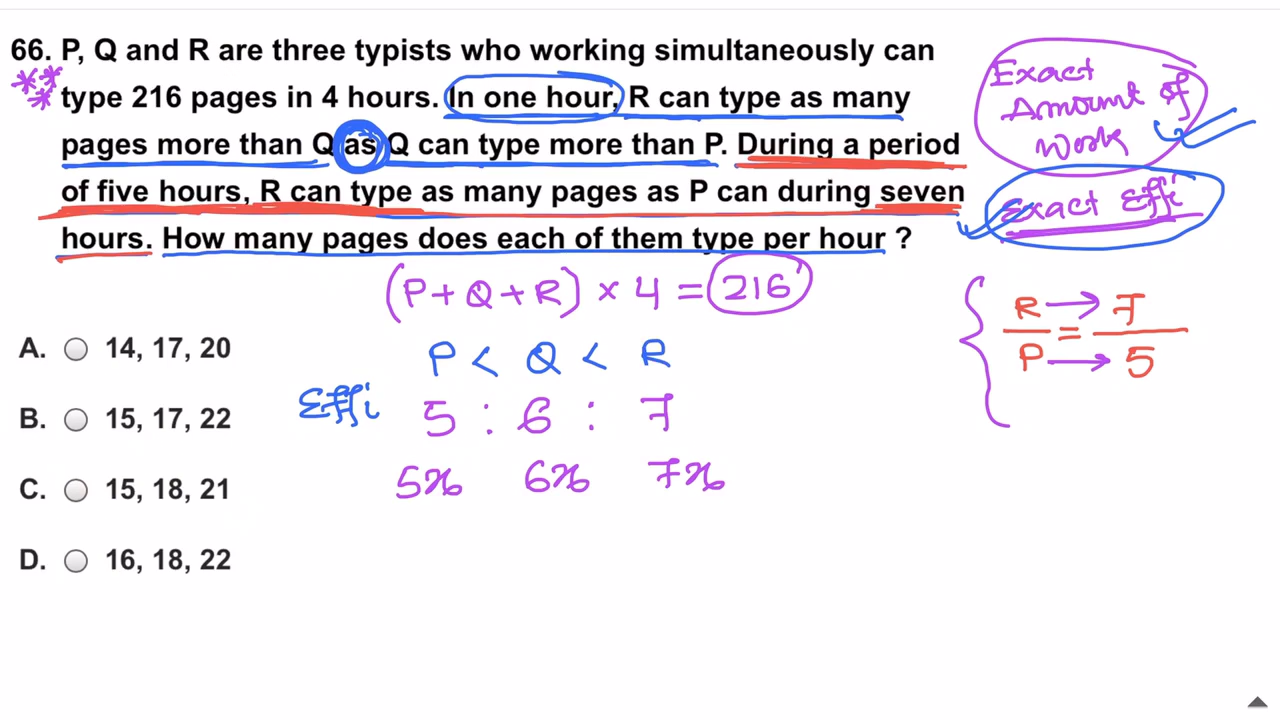 66. P, Q and R are three typists who working simultaneously can
type 216 pages in 4 hours. In one hour, R can type as many
pages more than Q as Q can type more than P. During a period
of five hours, R can type as many pages as P can during seven
hours. How many pages does each of them type per hour ?
Exact
Amount of
Work
Exact Effi
(P+Q+R) × 4 = 216
R → 7
=
P → 5
A. 14, 17, 20
B. 15, 17, 22
C. 15, 18, 21
D. 16, 18, 22
P < Q < R
Effi 5 : 6 : 7
5x 6x 7x